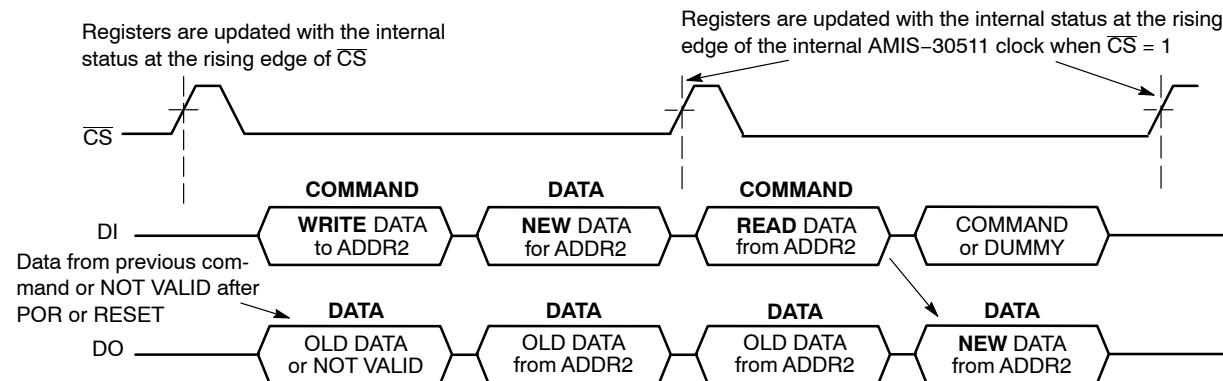 Registers are updated with the internal
status at the rising edge of CS
Registers are updated with the internal status at the rising
edge of the internal AMIS−30511 clock when CS = 1
CS
COMMAND
DATA
COMMAND
DI
WRITE DATA
to ADDR2
NEW DATA
for ADDR2
READ DATA
from ADDR2
COMMAND
or DUMMY
Data from previous com-
mand or NOT VALID after
POR or RESET
DATA
DATA
DATA
DATA
DO
OLD DATA
or NOT VALID
OLD DATA
from ADDR2
OLD DATA
from ADDR2
NEW DATA
from ADDR2